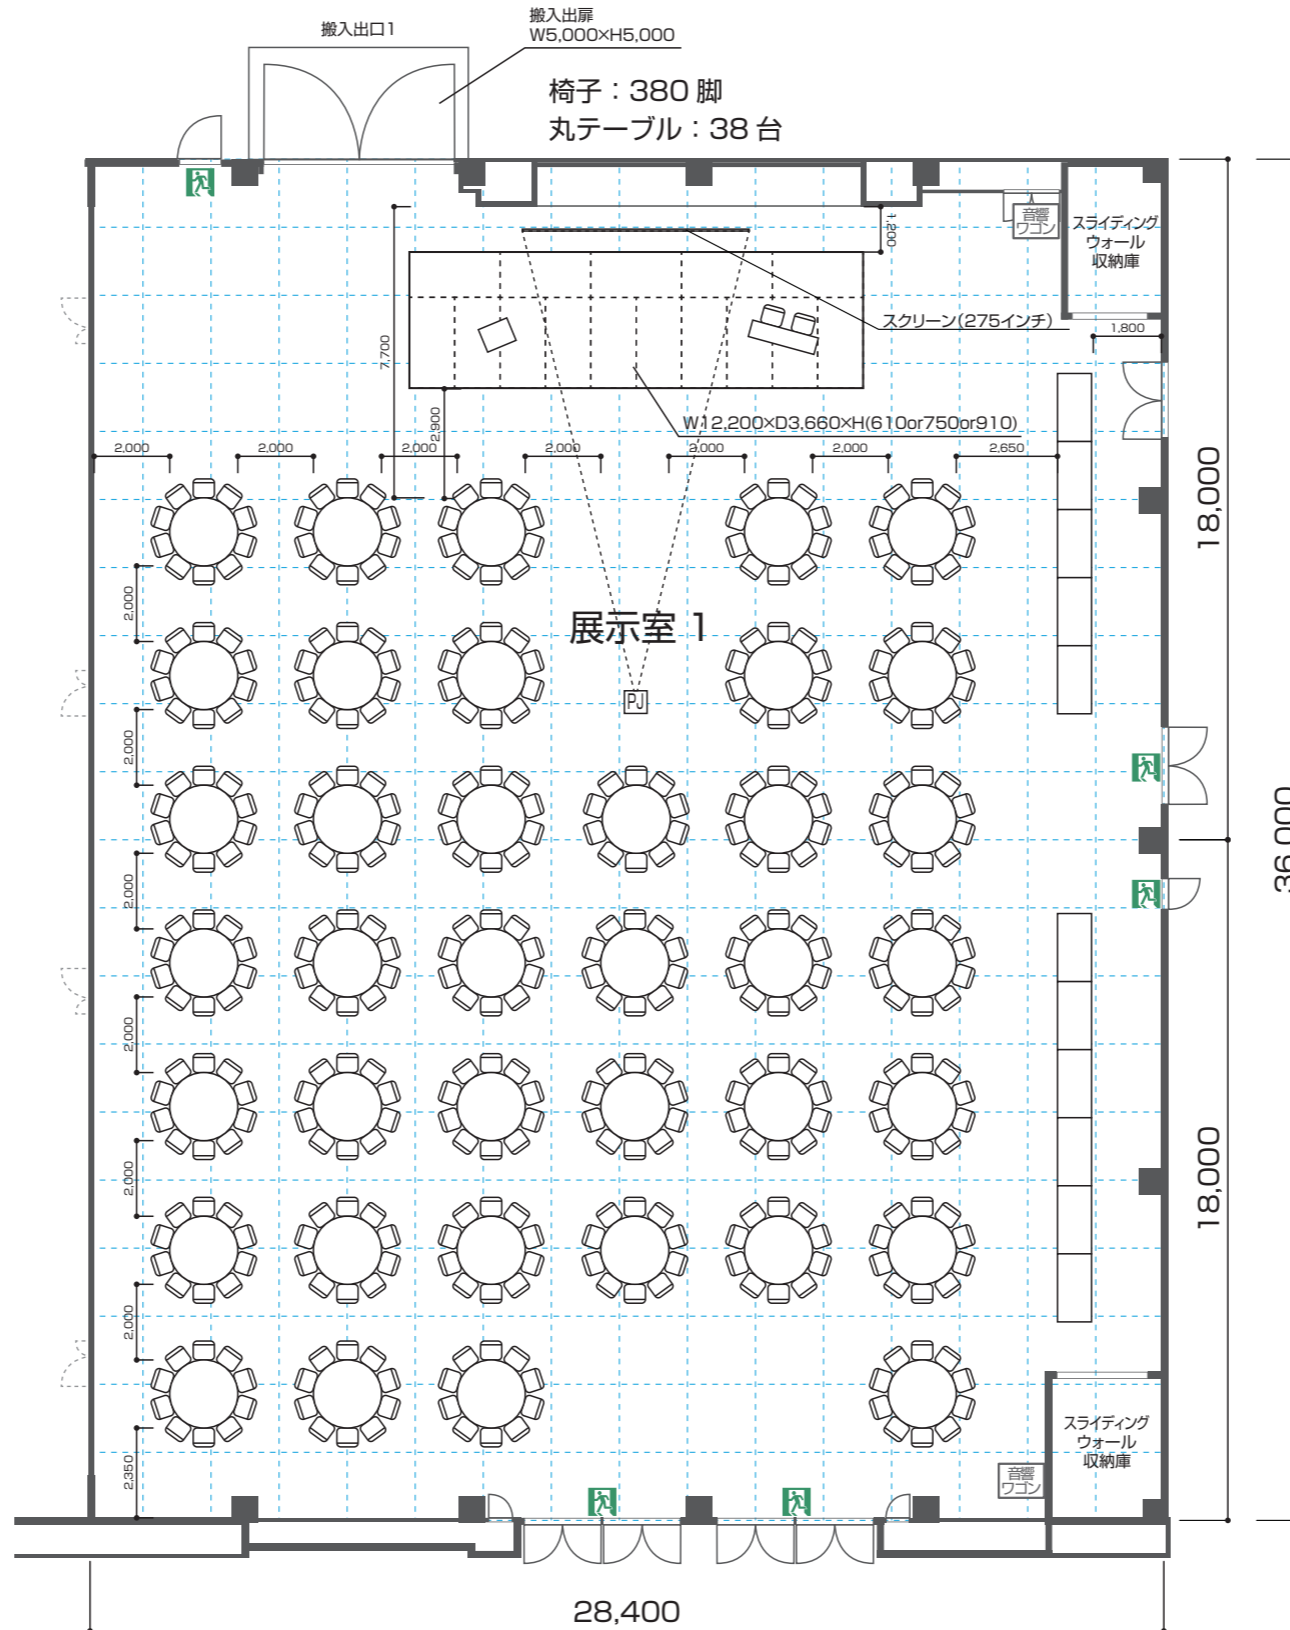 搬入出口1
搬入出扉
W5,000×H5,000
椅子：380 脚
丸テーブル：38 台
音響
ワゴン
スライディング
ウォール
収納庫
1,200
スクリーン（275インチ）
1,800
7,700
2,900
W12,200×D3,660×H(610or750or910)
2,000
2,000
2,000
2,000
2,000
2,000
2,650
18,000
2,000
展示室 1
PJ
2,000
36,000
2,000
2,000
18,000
2,000
2,000
2,350
スライディング
ウォール
収納庫
音響
ワゴン
28,400